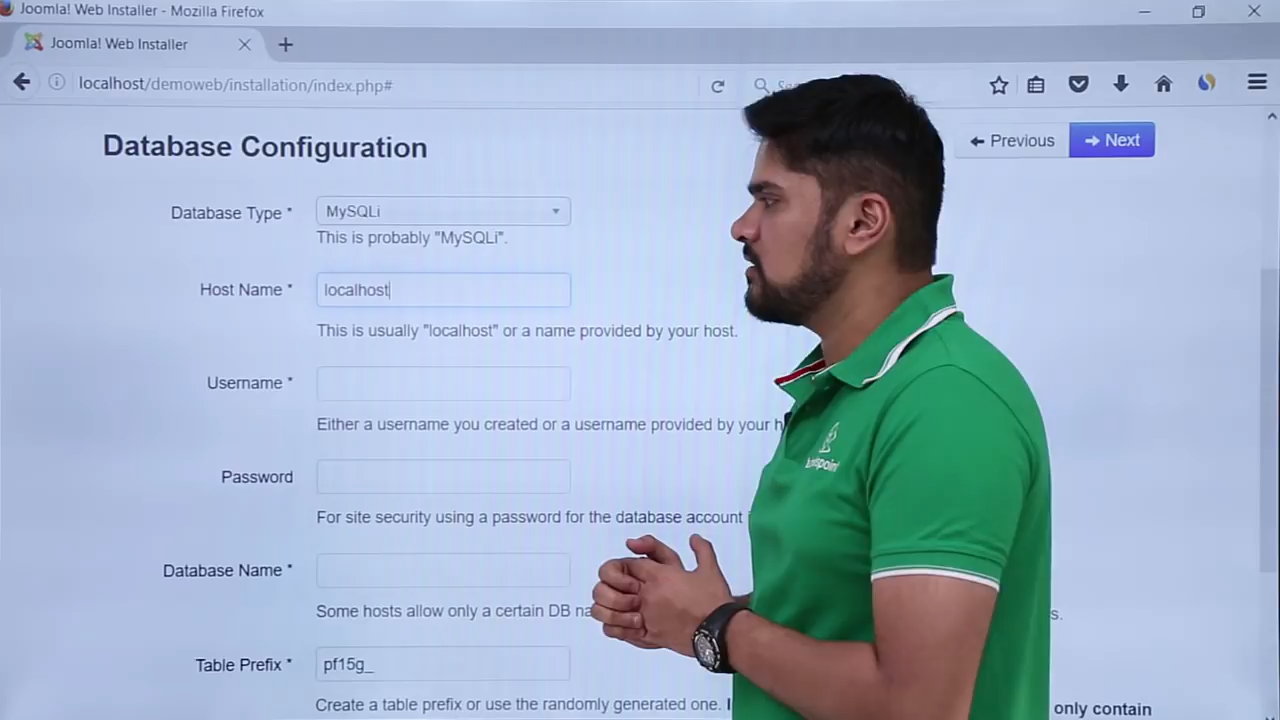 Joomla! Web Installer - Mozilla Firefox
Joomla! Web Installer
localhost/demoweb/installation/index.php#
Database Configuration
Previous
Next
Database Type *
MySQLi
This is probably "MySQLi".
Host Name *
localhost
This is usually "localhost" or a name provided by your host.
Username *
Either a username you created or a username provided by your
Password
For site security using a password for the database account
Database Name *
Some hosts allow only a certain DB
s.
Table Prefix *
pf15g_
Create a table prefix or use the randomly generated one.
only contain